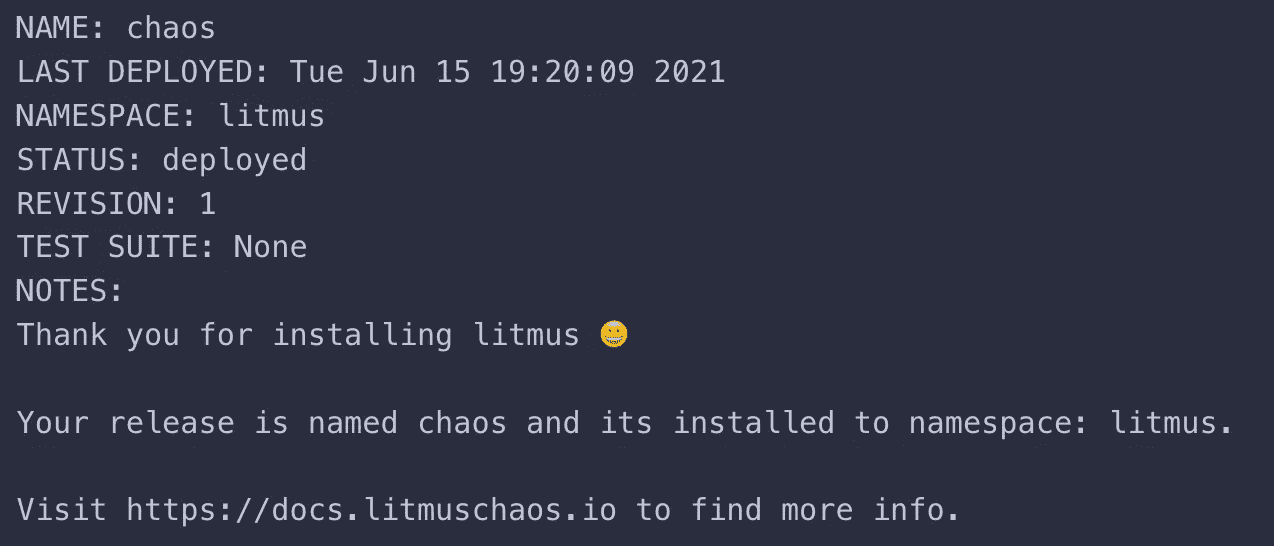 NAME: chaos
LAST DEPLOYED: Tue Jun 15 19:20:09 2021
NAMESPACE: litmus
STATUS: deployed
REVISION: 1
TEST SUITE: None
NOTES:
Thank you for installing litmus 😀
Your release is named chaos and its installed to namespace: litmus.
Visit https://docs.litmuschaos.io to find more info.